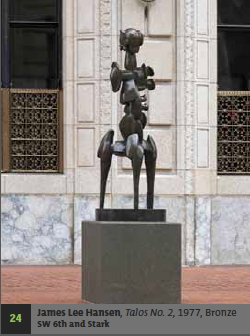 24
James Lee Hansen, Talos No. 2, 1977, Bronze
SW 6th and Stark